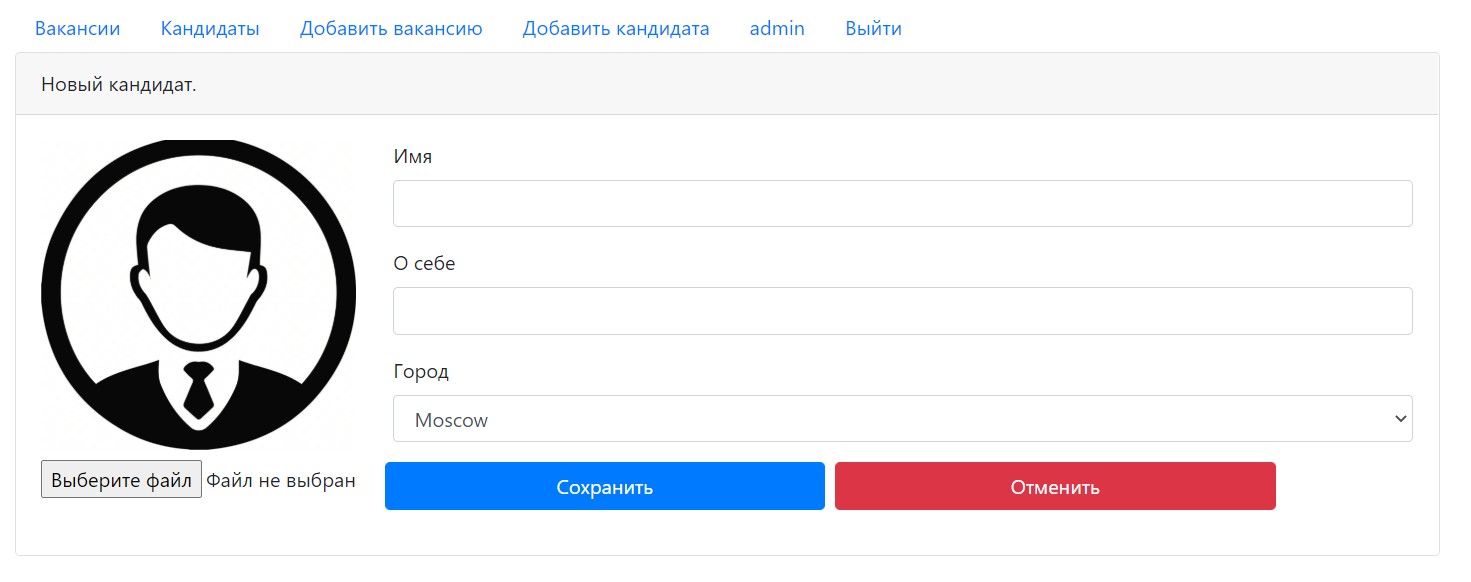 Вакансии Кандидаты Добавить вакансию Добавить кандидата admin Выйти
Новый кандидат.
Имя
О себе
Город
Moscow
Выберите файл Файл не выбран
Сохранить Отменить